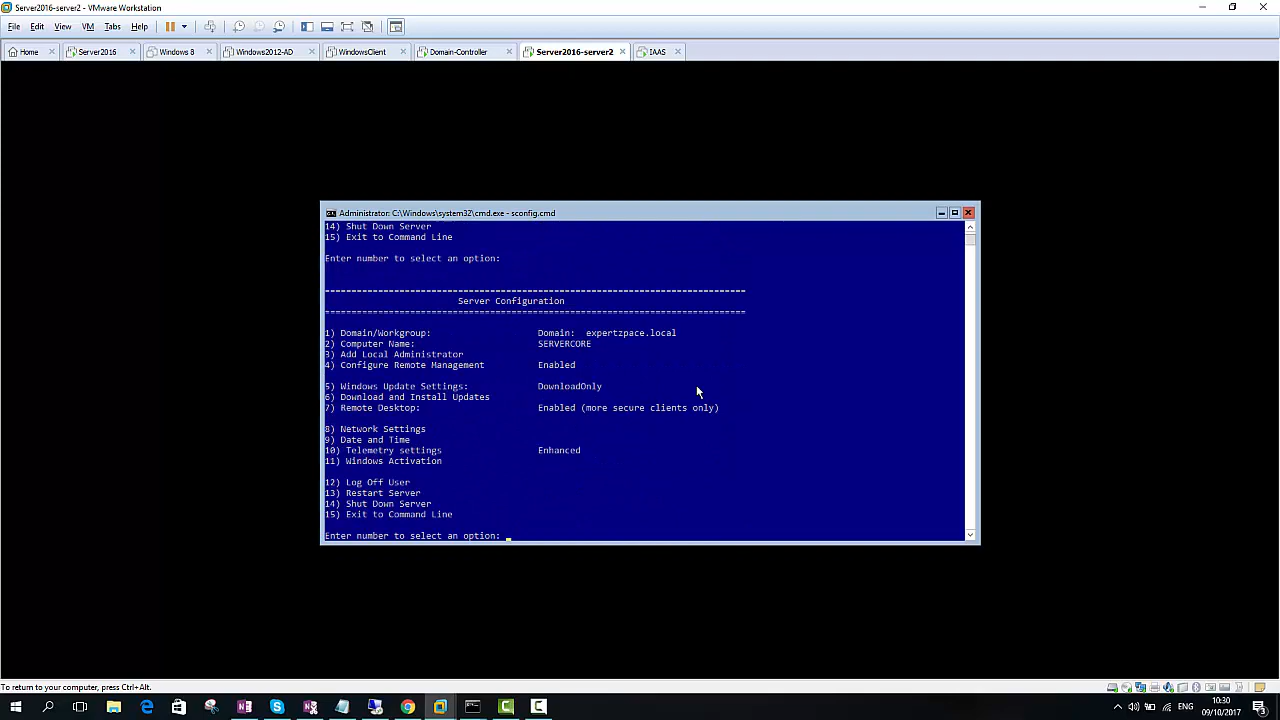 Server2016-server2 - VMware Workstation
File Edit View VM Tabs Help
Home Server2016 Windows 8 Windows2012-AD WindowsClient Domain-Controller Server2016-server2 IAAS
Administrator: C:\Windows\system32\cmd.exe - sconfig.cmd
14) Shut Down Server
15) Exit to Command Line
Enter number to select an option:
===============================================================================
Server Configuration
===============================================================================
1) Domain/Workgroup: Domain: expertzpace.local
2) Computer Name: SERVERCORE
3) Add Local Administrator
4) Configure Remote Management Enabled
5) Windows Update Settings: DownloadOnly
6) Download and Install Updates
7) Remote Desktop: Enabled (more secure clients only)
8) Network Settings
9) Date and Time
10) Telemetry settings Enhanced
11) Windows Activation
12) Log Off User
13) Restart Server
14) Shut Down Server
15) Exit to Command Line
Enter number to select an option: _
To return to your computer, press Ctrl+Alt.
ENG
10:30
09/10/2017